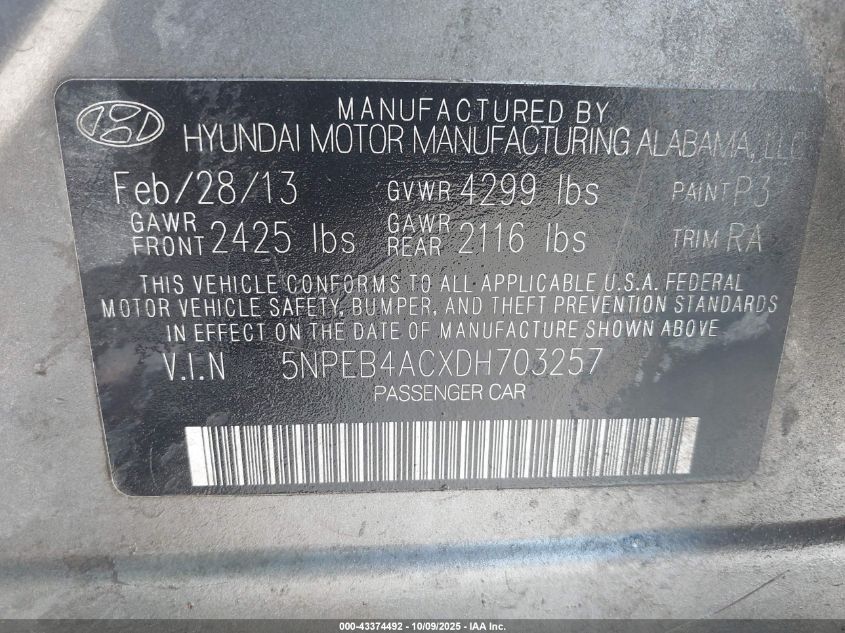 MANUFACTURED BY
HYUNDAI MOTOR MANUFACTURING ALABAMA, LLC
Feb/28/13 GVWR 4299 lbs PAINT P3
GAWR FRONT 2425 lbs GAWR REAR 2116 lbs TRIM RA
THIS VEHICLE CONFORMS TO ALL APPLICABLE U.S.A. FEDERAL
MOTOR VEHICLE SAFETY, BUMPER, AND THEFT PREVENTION STANDARDS
IN EFFECT ON THE DATE OF MANUFACTURE SHOWN ABOVE
V.I.N 5NPEB4ACXDH703257
PASSENGER CAR
000-43374492 - 10/09/2025 - IAA Inc.